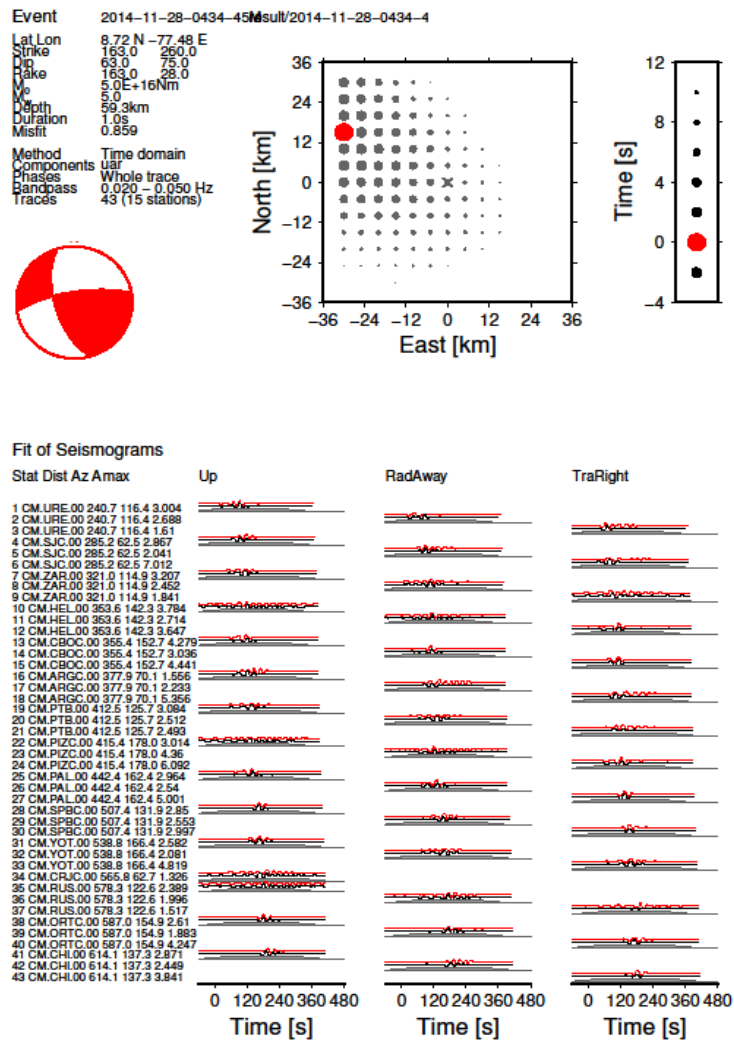 Event 2014-11-28-0434-45/Result/2014-11-28-0434-4
Lat Lon 8.72 N -77.48 E
Strike 163.0 260.0
Dip 63.0 75.0
Rake 163.0 28.0
M₀ 5.0E+16Nm
5.0
Depth 59.3km
Duration 1.0s
Misfit 0.859
Method Time domain
Components uar
Phases Whole trace
Bandpass 0.020 – 0.050 Hz
Traces 43 (15 stations)
North [km]
36
24
12
0
−12
−24
−36
−36 −24 −12 0 12 24 36
East [km]
Time [s]
12
8
4
0
−4
Fit of Seismograms
Stat Dist Az Amax Up RadAway TraRight
1 CM.URE.00 240.7 116.4 3.004
2 CM.URE.00 240.7 116.4 2.688
3 CM.URE.00 240.7 116.4 1.61
4 CM.SJC.00 285.2 62.5 2.867
5 CM.SJC.00 285.2 62.5 2.041
6 CM.SJC.00 285.2 62.5 7.012
7 CM.ZAR.00 321.0 114.9 3.207
8 CM.ZAR.00 321.0 114.9 2.452
9 CM.ZAR.00 321.0 114.9 1.841
10 CM.HEL.00 353.6 142.3 3.784
11 CM.HEL.00 353.6 142.3 2.714
12 CM.HEL.00 353.6 142.3 3.647
13 CM.CBOC.00 355.4 152.7 4.279
14 CM.CBOC.00 355.4 152.7 3.036
15 CM.CBOC.00 355.4 152.7 4.441
16 CM.ARGC.00 377.9 70.1 1.556
17 CM.ARGC.00 377.9 70.1 2.233
18 CM.ARGC.00 377.9 70.1 5.356
19 CM.PTB.00 412.5 125.7 3.084
20 CM.PTB.00 412.5 125.7 2.512
21 CM.PTB.00 412.5 125.7 2.493
22 CM.PIZC.00 415.4 178.0 3.014
23 CM.PIZC.00 415.4 178.0 4.36
24 CM.PIZC.00 415.4 178.0 6.092
25 CM.PAL.00 442.4 162.4 2.964
26 CM.PAL.00 442.4 162.4 2.54
27 CM.PAL.00 442.4 162.4 5.001
28 CM.SPBC.00 507.4 131.9 2.85
29 CM.SPBC.00 507.4 131.9 2.553
30 CM.SPBC.00 507.4 131.9 2.997
31 CM.YOT.00 538.8 166.4 2.582
32 CM.YOT.00 538.8 166.4 2.081
33 CM.YOT.00 538.8 166.4 4.819
34 CM.CRJC.00 565.8 62.7 1.326
35 CM.RUS.00 578.3 122.6 2.389
36 CM.RUS.00 578.3 122.6 1.996
37 CM.RUS.00 578.3 122.6 1.517
38 CM.ORTC.00 587.0 154.9 2.61
39 CM.ORTC.00 587.0 154.9 1.883
40 CM.ORTC.00 587.0 154.9 4.247
41 CM.CHI.00 614.1 137.3 2.871
42 CM.CHI.00 614.1 137.3 2.449
43 CM.CHI.00 614.1 137.3 3.841
0 120 240 360 480 0 120 240 360 480 0 120 240 360 480
Time [s] Time [s] Time [s]